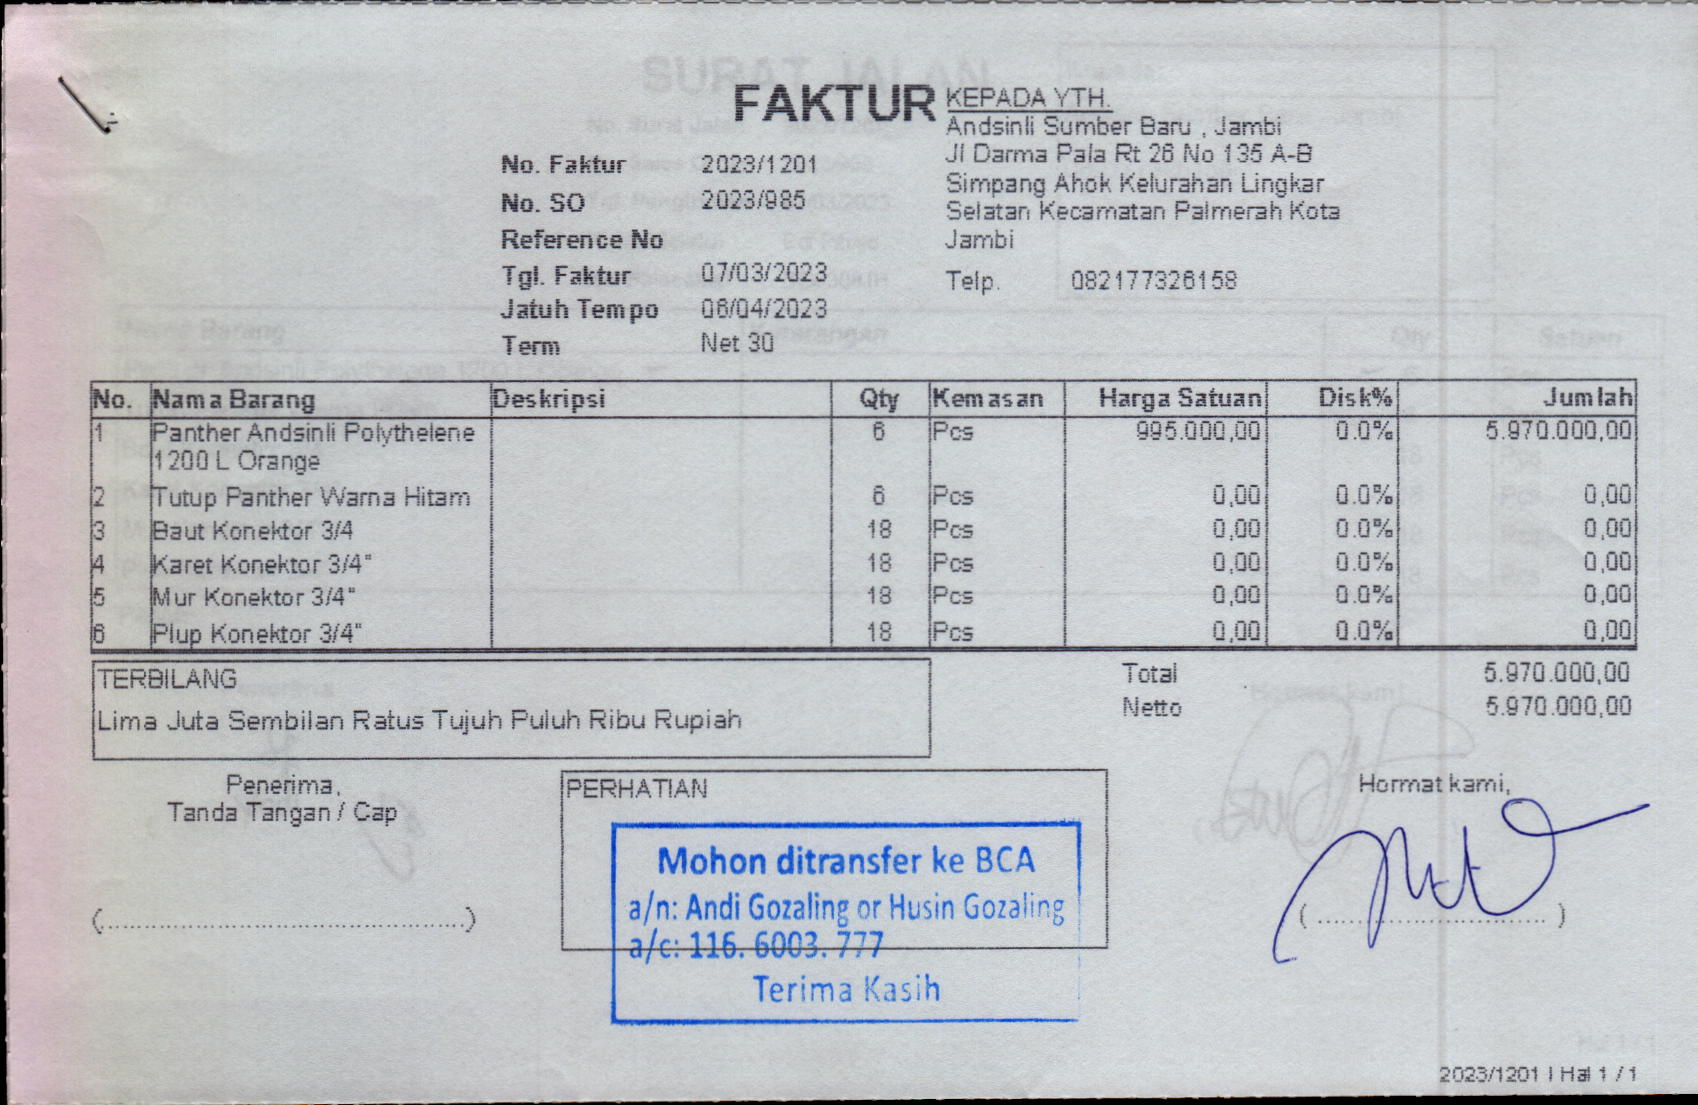 FAKTUR
KEPADA YTH.
Andsinli Sumber Baru , Jambi
Jl Darma Pala Rt 26 No 135 A-B
Simpang Ahok Kelurahan Lingkar
Selatan Kecamatan Palmerah Kota
Jambi
Telp. 082177326158
No. Faktur 2023/1201
No. SO 2023/985
Reference No
Tgl. Faktur 07/03/2023
Jatuh Tempo 06/04/2023
Term Net 30
No. Nama Barang Deskripsi Qty Kemasan Harga Satuan Disk% Jumlah
1 Panther Andsinli Polythelene 6 Pcs 995.000,00 0.0% 5.970.000,00
1200 L Orange
2 Tutup Panther Warna Hitam 6 Pcs 0,00 0.0% 0,00
3 Baut Konektor 3/4 18 Pcs 0,00 0.0% 0,00
4 Karet Konektor 3/4" 18 Pcs 0,00 0.0% 0,00
5 Mur Konektor 3/4" 18 Pcs 0,00 0.0% 0,00
6 Plup Konektor 3/4" 18 Pcs 0,00 0.0% 0,00
TERBILANG
Lima Juta Sembilan Ratus Tujuh Puluh Ribu Rupiah
Total 5.970.000,00
Netto 5.970.000,00
Penerima,
Tanda Tangan / Cap
(..............................................)
PERHATIAN
Mohon ditransfer ke BCA
a/n: Andi Gozaling or Husin Gozaling
a/c: 116. 6003. 777
Terima Kasih
Hormat kami,
( ............................. )
2023/1201 | Hal 1 / 1